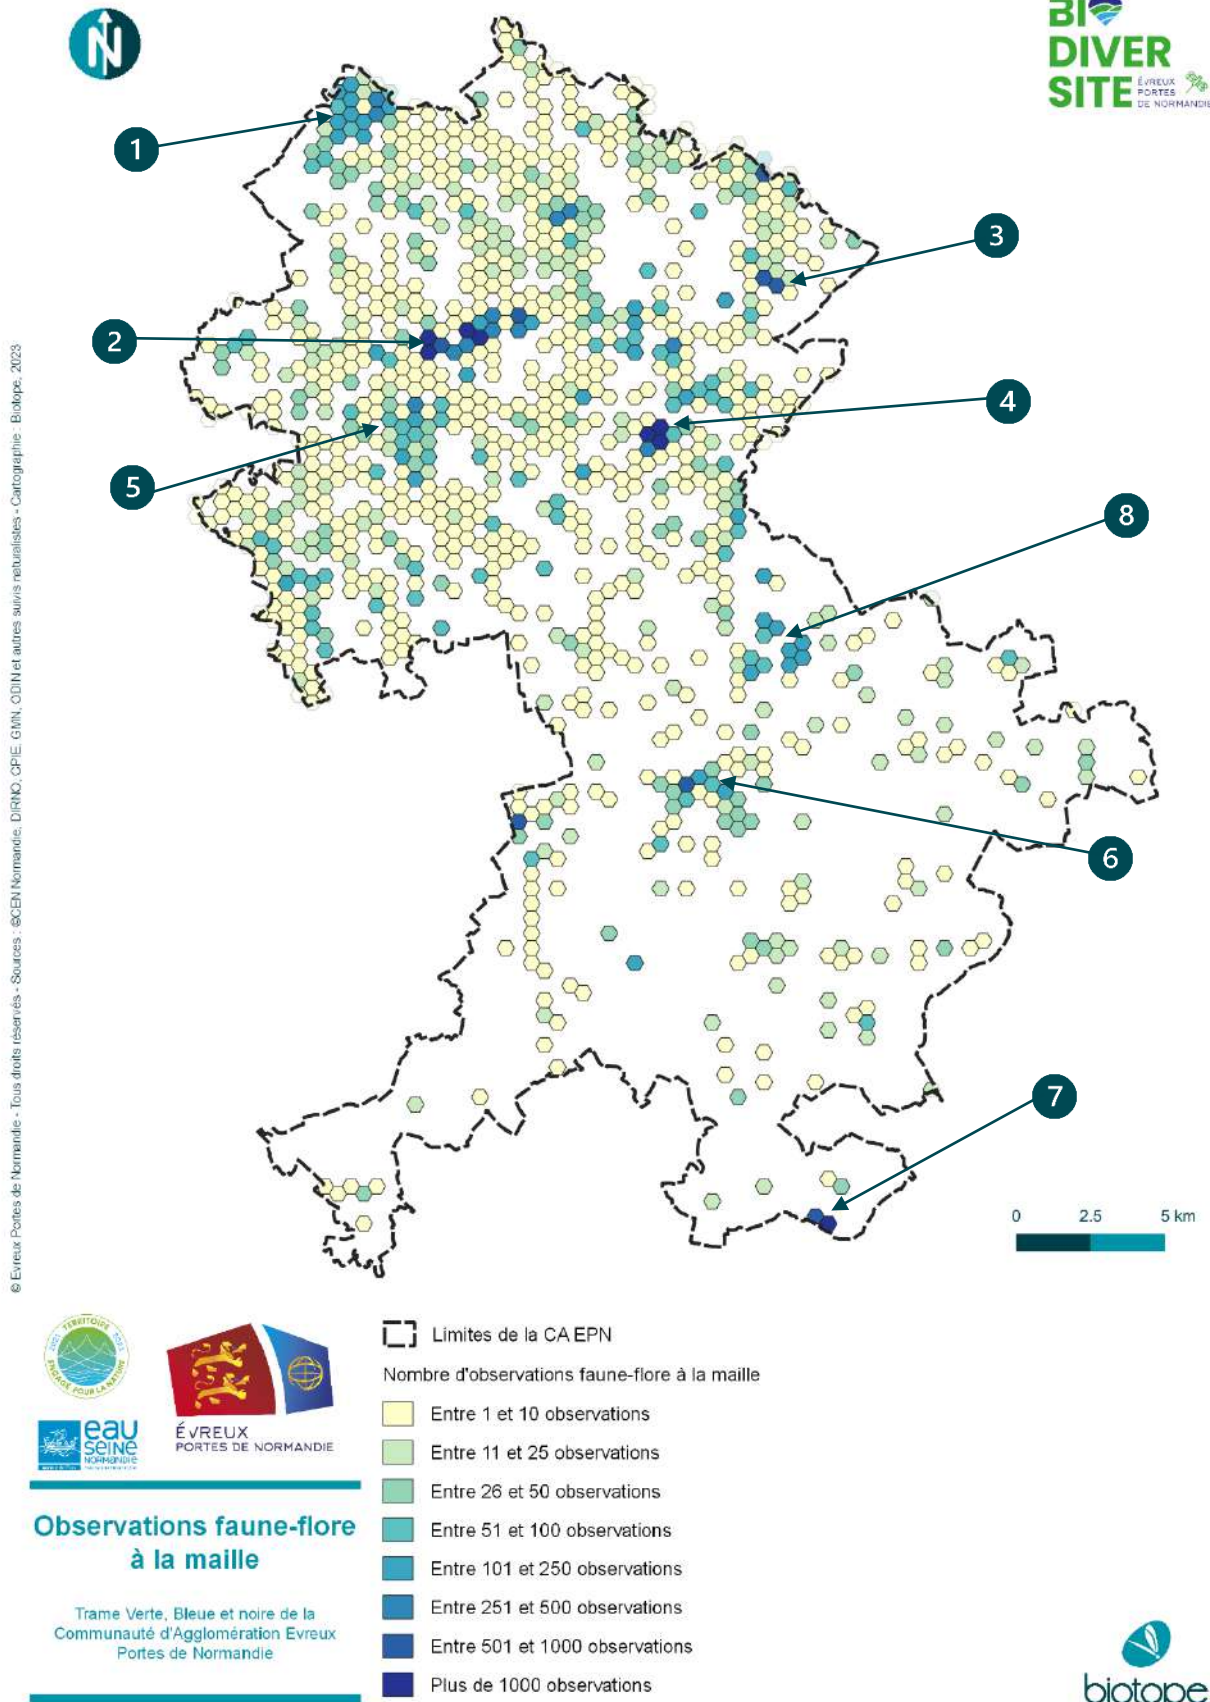 N
BI
DIVER
SITE
ÉVREUX
PORTES
DE NORMANDIE
1
3
2
4
5
8
6
7
© Evreux Portes de Normandie - Tous droits réservés - Sources : ©CEN Normandie, DIRNO, CPIE, GMN, ODIN et autres suivis naturalistes - Cartographie : Biotope, 2023
0 2.5 5 km
TERRITOIRE
ENGAGÉ POUR LA NATURE
eau
SEINE
NORMANDIE
ÉVREUX
PORTES DE NORMANDIE
Observations faune-flore
à la maille
Trame Verte, Bleue et noire de la
Communauté d'Agglomération Evreux
Portes de Normandie
Limites de la CA EPN
Nombre d'observations faune-flore à la maille
Entre 1 et 10 observations
Entre 11 et 25 observations
Entre 26 et 50 observations
Entre 51 et 100 observations
Entre 101 et 250 observations
Entre 251 et 500 observations
Entre 501 et 1000 observations
Plus de 1000 observations
biotope